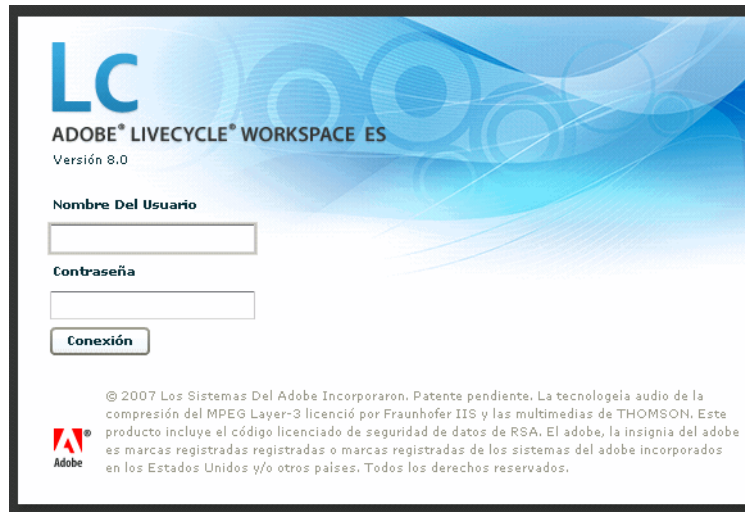 Lc
ADOBE® LIVECYCLE® WORKSPACE ES
Versión 8.0
Nombre Del Usuario
Contraseña
Conexión
© 2007 Los Sistemas Del Adobe Incorporaron. Patente pendiente. La tecnologeía audio de la
compresión del MPEG Layer-3 licenció por Fraunhofer IIS y las multimedias de THOMSON. Este
producto incluye el código licenciado de seguridad de datos de RSA. El adobe, la insignia del adobe
es marcas registradas registradas o marcas registradas de los sistemas del adobe incorporados
en los Estados Unidos y/o otros países. Todos los derechos reservados.
®
Adobe